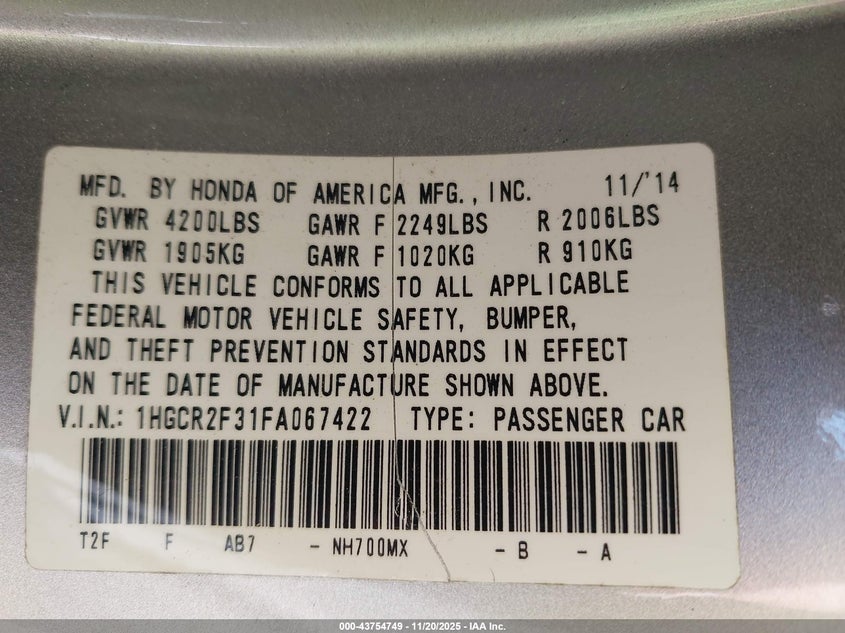 MFD. BY HONDA OF AMERICA MFG., INC. 11/'14
GVWR 4200LBS GAWR F 2249LBS R 2006LBS
GVWR 1905KG GAWR F 1020KG R 910KG
THIS VEHICLE CONFORMS TO ALL APPLICABLE
FEDERAL MOTOR VEHICLE SAFETY, BUMPER,
AND THEFT PREVENTION STANDARDS IN EFFECT
ON THE DATE OF MANUFACTURE SHOWN ABOVE.
V.I.N.: 1HGCR2F31FA067422 TYPE: PASSENGER CAR
T2F F AB7 - NH700MX - B - A
000-43754749 - 11/20/2025 - IAA Inc.